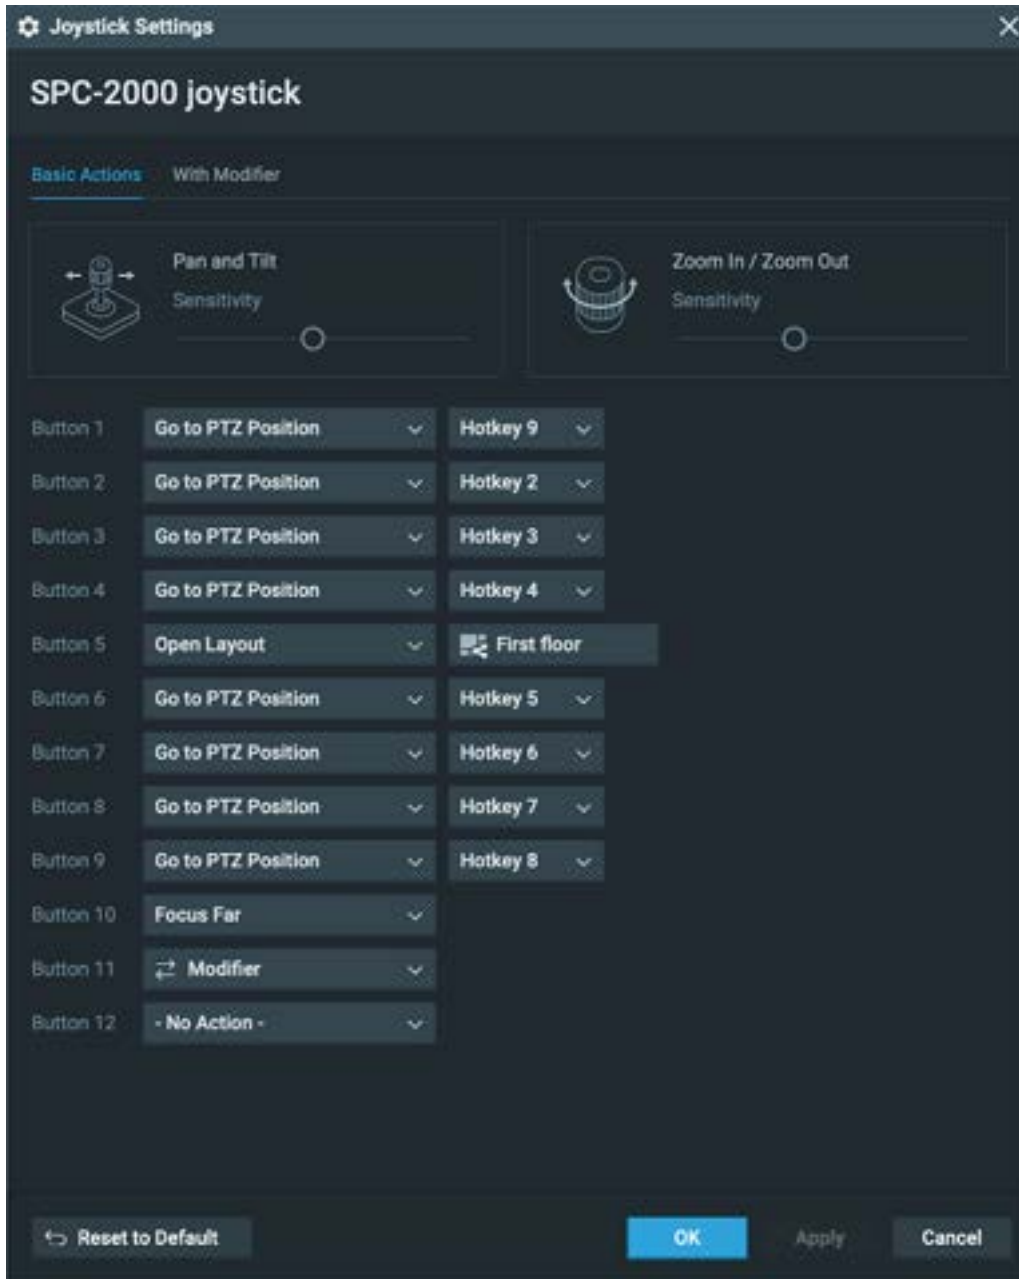 Joystick Settings
SPC-2000 joystick
Basic Actions With Modifier
Pan and Tilt
Sensitivity
Zoom In / Zoom Out
Sensitivity
Button 1 Go to PTZ Position Hotkey 9
Button 2 Go to PTZ Position Hotkey 2
Button 3 Go to PTZ Position Hotkey 3
Button 4 Go to PTZ Position Hotkey 4
Button 5 Open Layout First floor
Button 6 Go to PTZ Position Hotkey 5
Button 7 Go to PTZ Position Hotkey 6
Button 8 Go to PTZ Position Hotkey 7
Button 9 Go to PTZ Position Hotkey 8
Button 10 Focus Far
Button 11 Modifier
Button 12 - No Action -
Reset to Default OK Apply Cancel